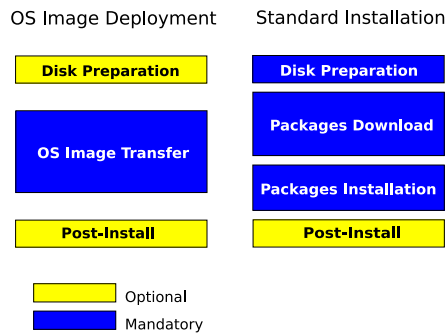 OS Image Deployment
Standard Installation
Disk Preparation
Disk Preparation
OS Image Transfer
Packages Download
Packages Installation
Post-Install
Post-Install
Optional
Mandatory